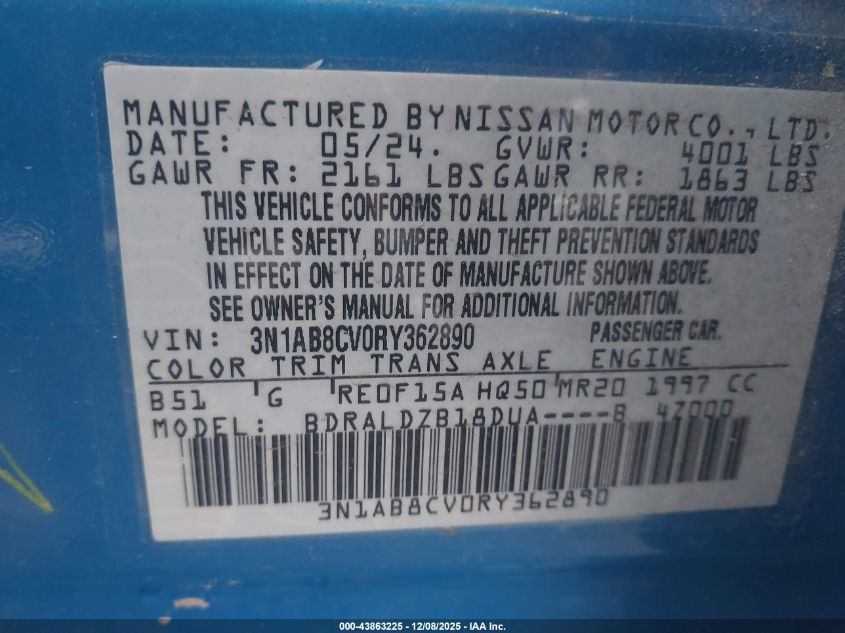 MANUFACTURED BY NISSAN MOTOR CO., LTD.
DATE: 05/24. GVWR: 4001 LBS
GAWR FR: 2161 LBS GAWR RR: 1863 LBS
THIS VEHICLE CONFORMS TO ALL APPLICABLE FEDERAL MOTOR
VEHICLE SAFETY, BUMPER AND THEFT PREVENTION STANDARDS
IN EFFECT ON THE DATE OF MANUFACTURE SHOWN ABOVE.
SEE OWNER'S MANUAL FOR ADDITIONAL INFORMATION.
VIN: 3N1AB8CV0RY362890 PASSENGER CAR.
COLOR TRIM TRANS AXLE ENGINE
B51 G RE0F15A HQ50 MR20 1997 CC
MODEL: BDRALDZB18DUA----B 4Z000
3N1AB8CV0RY362890
000-43863225 - 12/08/2025 - IAA Inc.